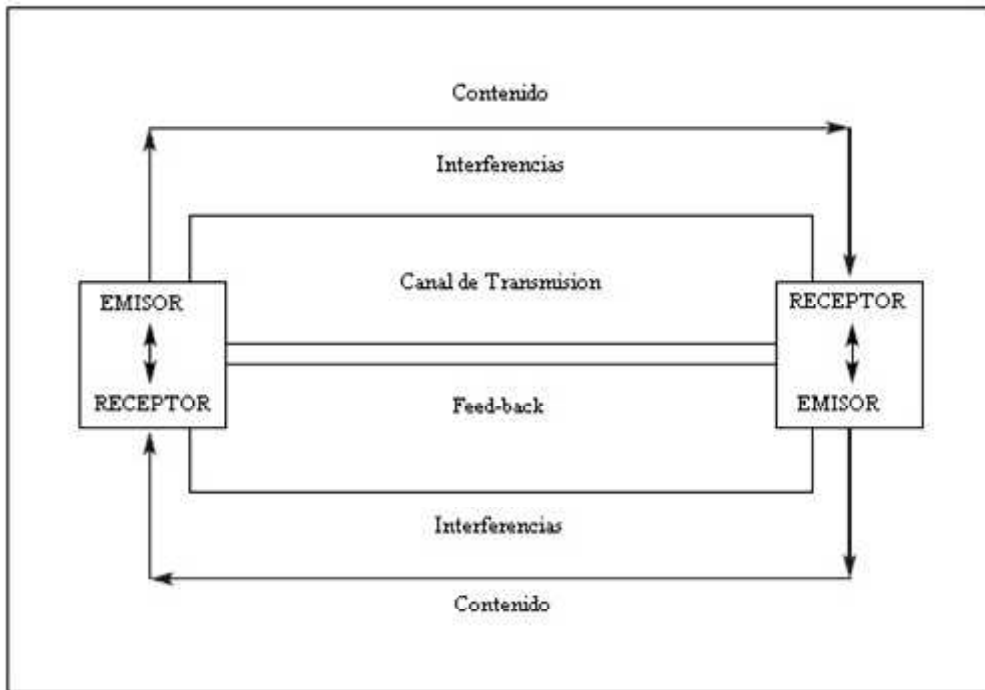 Contenido
Interferencias
Canal de Transmision
EMISOR
RECEPTOR
RECEPTOR
EMISOR
Feed-back
Interferencias
Contenido